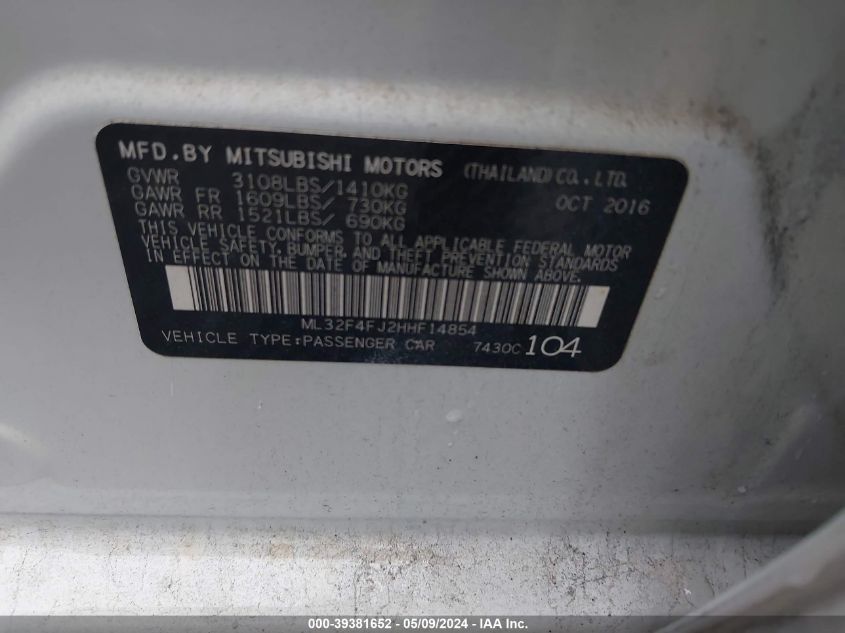 MFD.BY MITSUBISHI MOTORS (THAILAND) CO., LTD.
GVWR 3108LBS/1410KG
GAWR FR 1609LBS/ 730KG OCT 2016
GAWR RR 1521LBS/ 690KG
THIS VEHICLE CONFORMS TO ALL APPLICABLE FEDERAL MOTOR
VEHICLE SAFETY, BUMPER, AND THEFT PREVENTION STANDARDS
IN EFFECT ON THE DATE OF MANUFACTURE SHOWN ABOVE.
ML32F4FJ2HHF14854
VEHICLE TYPE:PASSENGER CAR 7430C 104
000-39381652 - 05/09/2024 - IAA Inc.